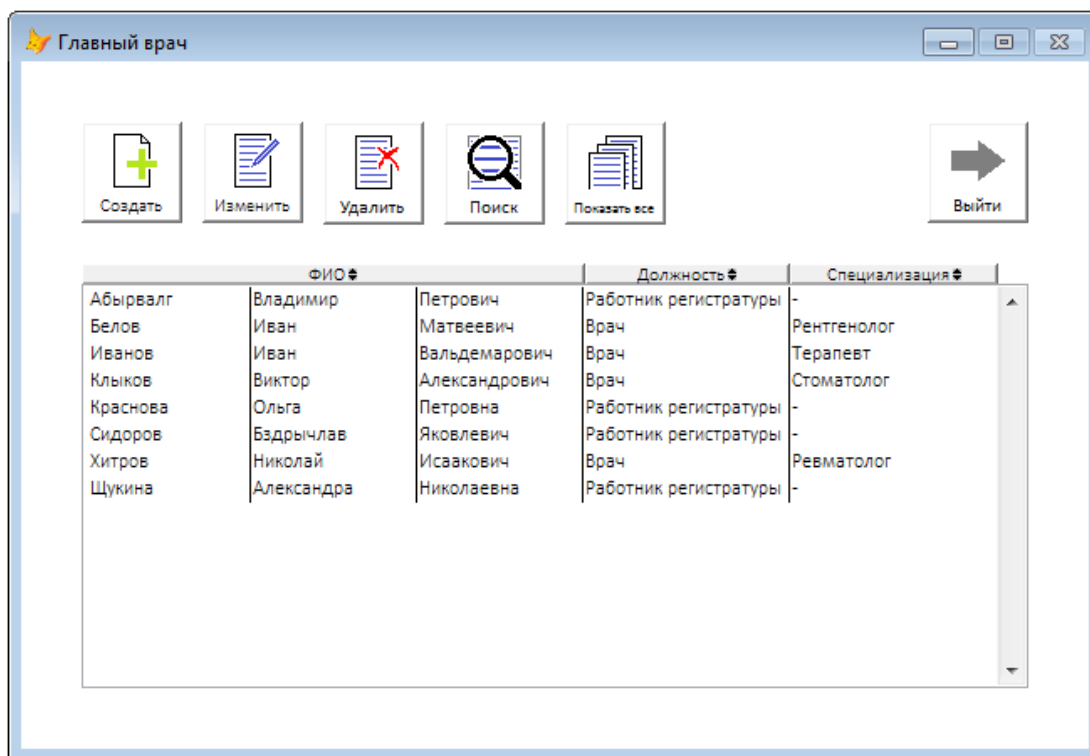 Главный врач
Создать Изменить Удалить Поиск Показать все Выйти
ФИО Должность Специализация
Абырвалг Владимир Петрович Работник регистратуры -
Белов Иван Матвеевич Врач Рентгенолог
Иванов Иван Вальдемарович Врач Терапевт
Клыков Виктор Александрович Врач Стоматолог
Краснова Ольга Петровна Работник регистратуры -
Сидоров Бздрычлав Яковлевич Работник регистратуры -
Хитров Николай Исаакович Врач Ревматолог
Щукина Александра Николаевна Работник регистратуры -